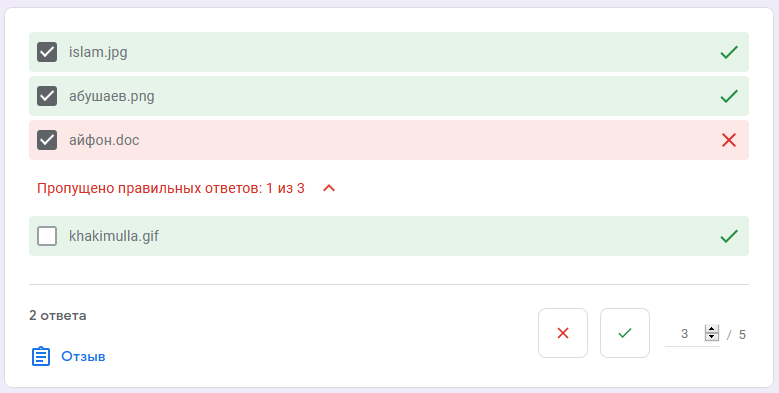 islam.jpg
абушаев.png
айфон.doc
Пропущено правильных ответов: 1 из 3
khakimulla.gif
2 ответа
3 / 5
Отзыв